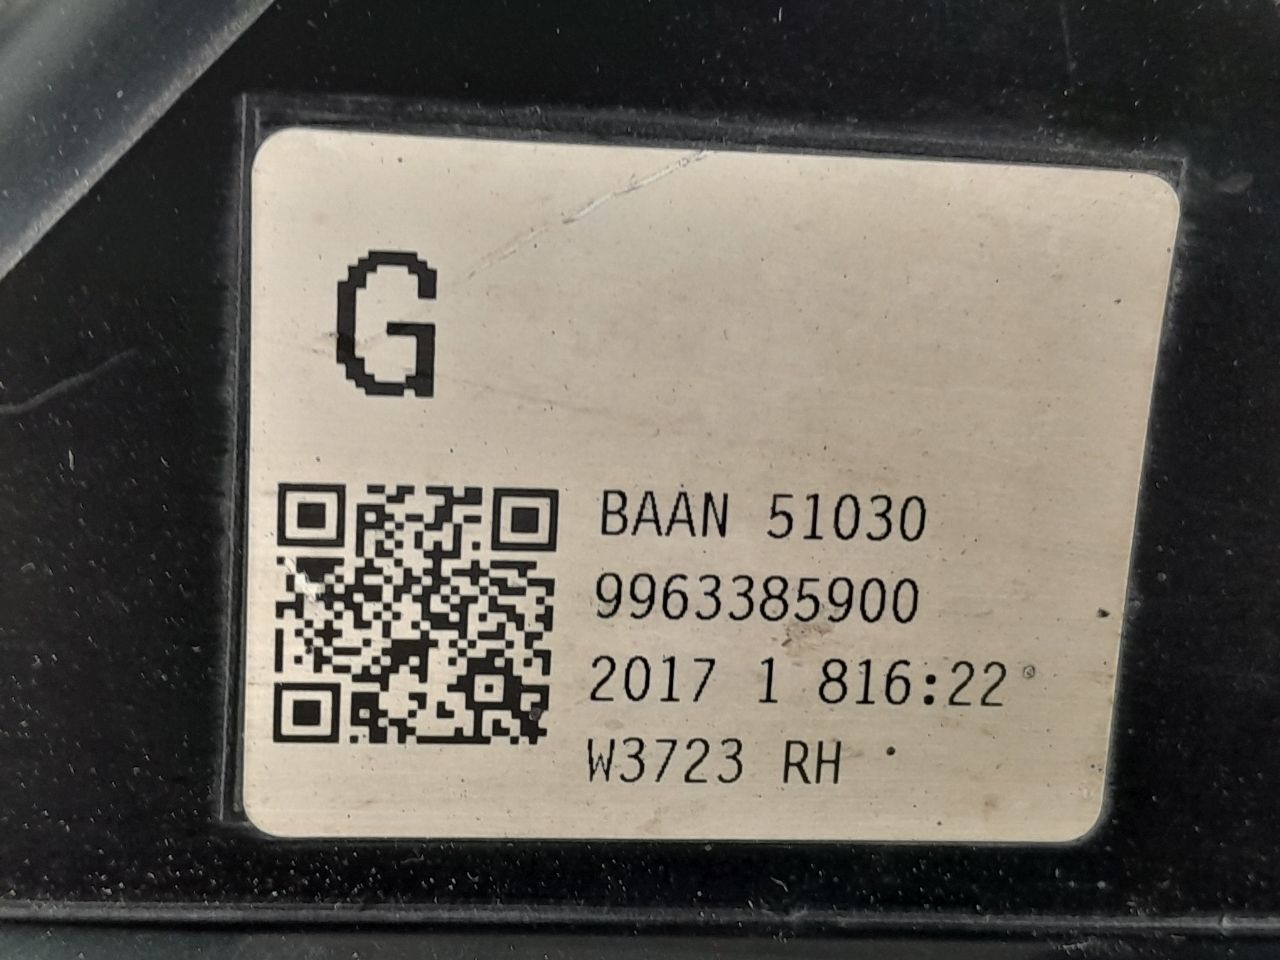 G
BAAN 51030
9963385900
2017 1 816:22
W3723 RH